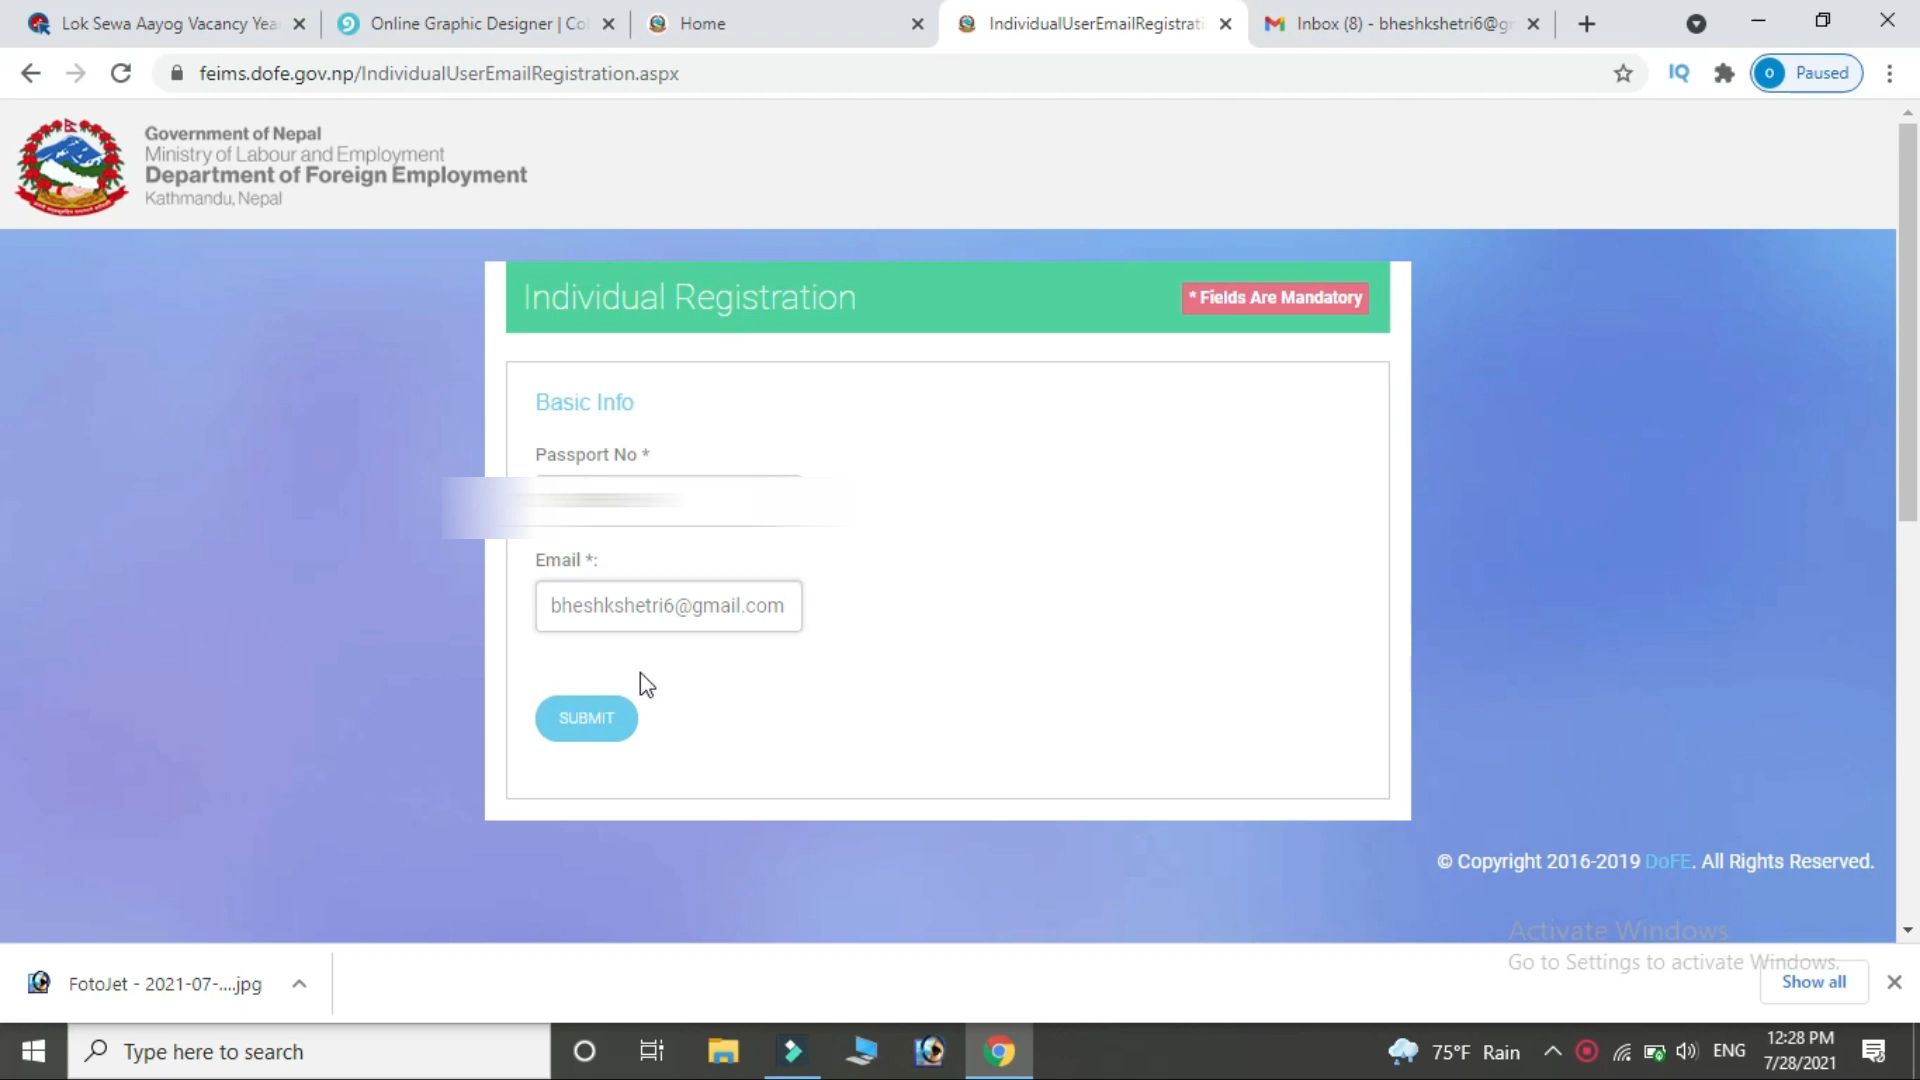 Lok Sewa Aayog Vacancy Yea
Online Graphic Designer | Col
Home
IndividualUserEmailRegistrati
Inbox (8) - bheshkshetri6@gr
feims.dofe.gov.np/IndividualUserEmailRegistration.aspx
IQ
o Paused
Government of Nepal
Ministry of Labour and Employment
Department of Foreign Employment
Kathmandu, Nepal
Individual Registration
* Fields Are Mandatory
Basic Info
Passport No *
Email *:
bheshkshetri6@gmail.com
SUBMIT
© Copyright 2016-2019 DoFE. All Rights Reserved.
Activate Windows
Go to Settings to activate Windows.
FotoJet - 2021-07-....jpg
Show all
Type here to search
75°F Rain
ENG
12:28 PM
7/28/2021